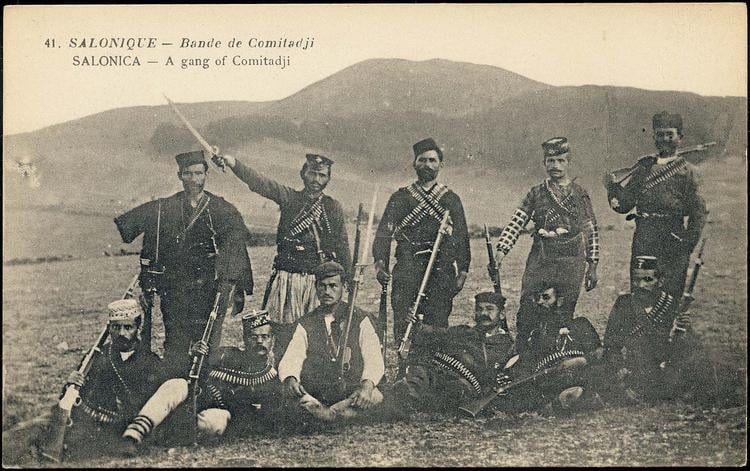 41. SALONIQUE — Bande de Comitadji
SALONICA — A gang of Comitadji